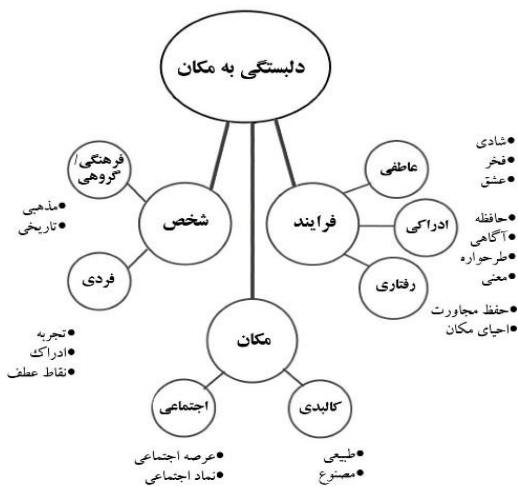 دلبستگی به مکان
فرایند
عاطفی
•شادی
•فخر
•عشق
ادراکی
•حافظه
•آگاهی
•طرحواره
•معنی
رفتاری
•حفظ مجاورت
•احیای مکان
شخص
فرهنگی/
گروهی
•مذهبی
•تاریخی
فردی
•تجربه
•ادراک
•نقاط عطف
مکان
کالبدی
•طبیعی
•مصنوع
اجتماعی
•عرصه اجتماعی
•نماد اجتماعی